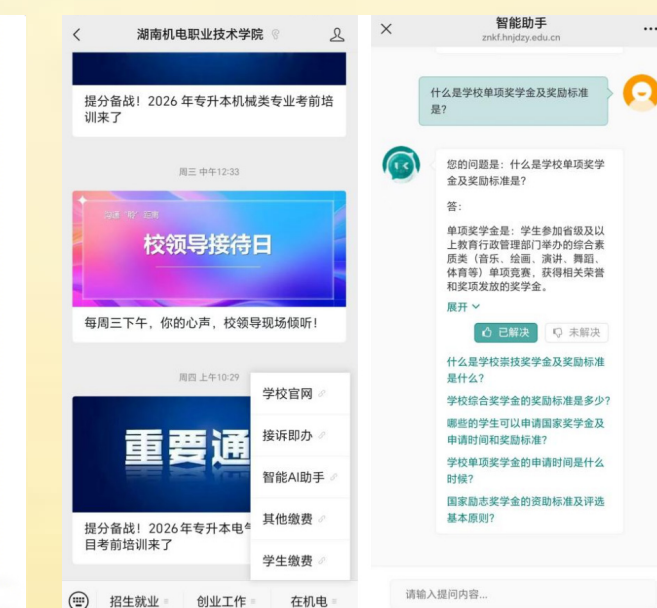 湖南机电职业技术学院
提分备战！2026 年专升本机械类专业考前培
训来了
周三 中午12:33
校领导接待日
每周三下午，你的心声，校领导现场倾听！
周四 上午10:29
重要通
提分备战！2026年专升本电气
目考前培训来了
学校官网
接诉即办
智能AI助手
其他缴费
学生缴费
招生就业
创业工作
在机电
智能助手
znkf.hnjdzy.edu.cn
什么是学校单项奖学金及奖励标准
是？
您的问题是：什么是学校单项奖学
金及奖励标准是？
答：
单项奖学金是：学生参加省级及以
上教育行政管理部门举办的综合素
质类（音乐、绘画、演讲、舞蹈、
体育等）单项竞赛，获得相关荣誉
和奖项发放的奖学金。
展开
已解决
未解决
什么是学校崇技奖学金及奖励标准
是什么？
学校综合奖学金的奖励标准是多少？
哪些的学生可以申请国家奖学金及
申请时间和奖励标准？
学校单项奖学金的申请时间是什么
时候？
国家励志奖学金的资助标准及评选
基本原则？
请输入提问内容...